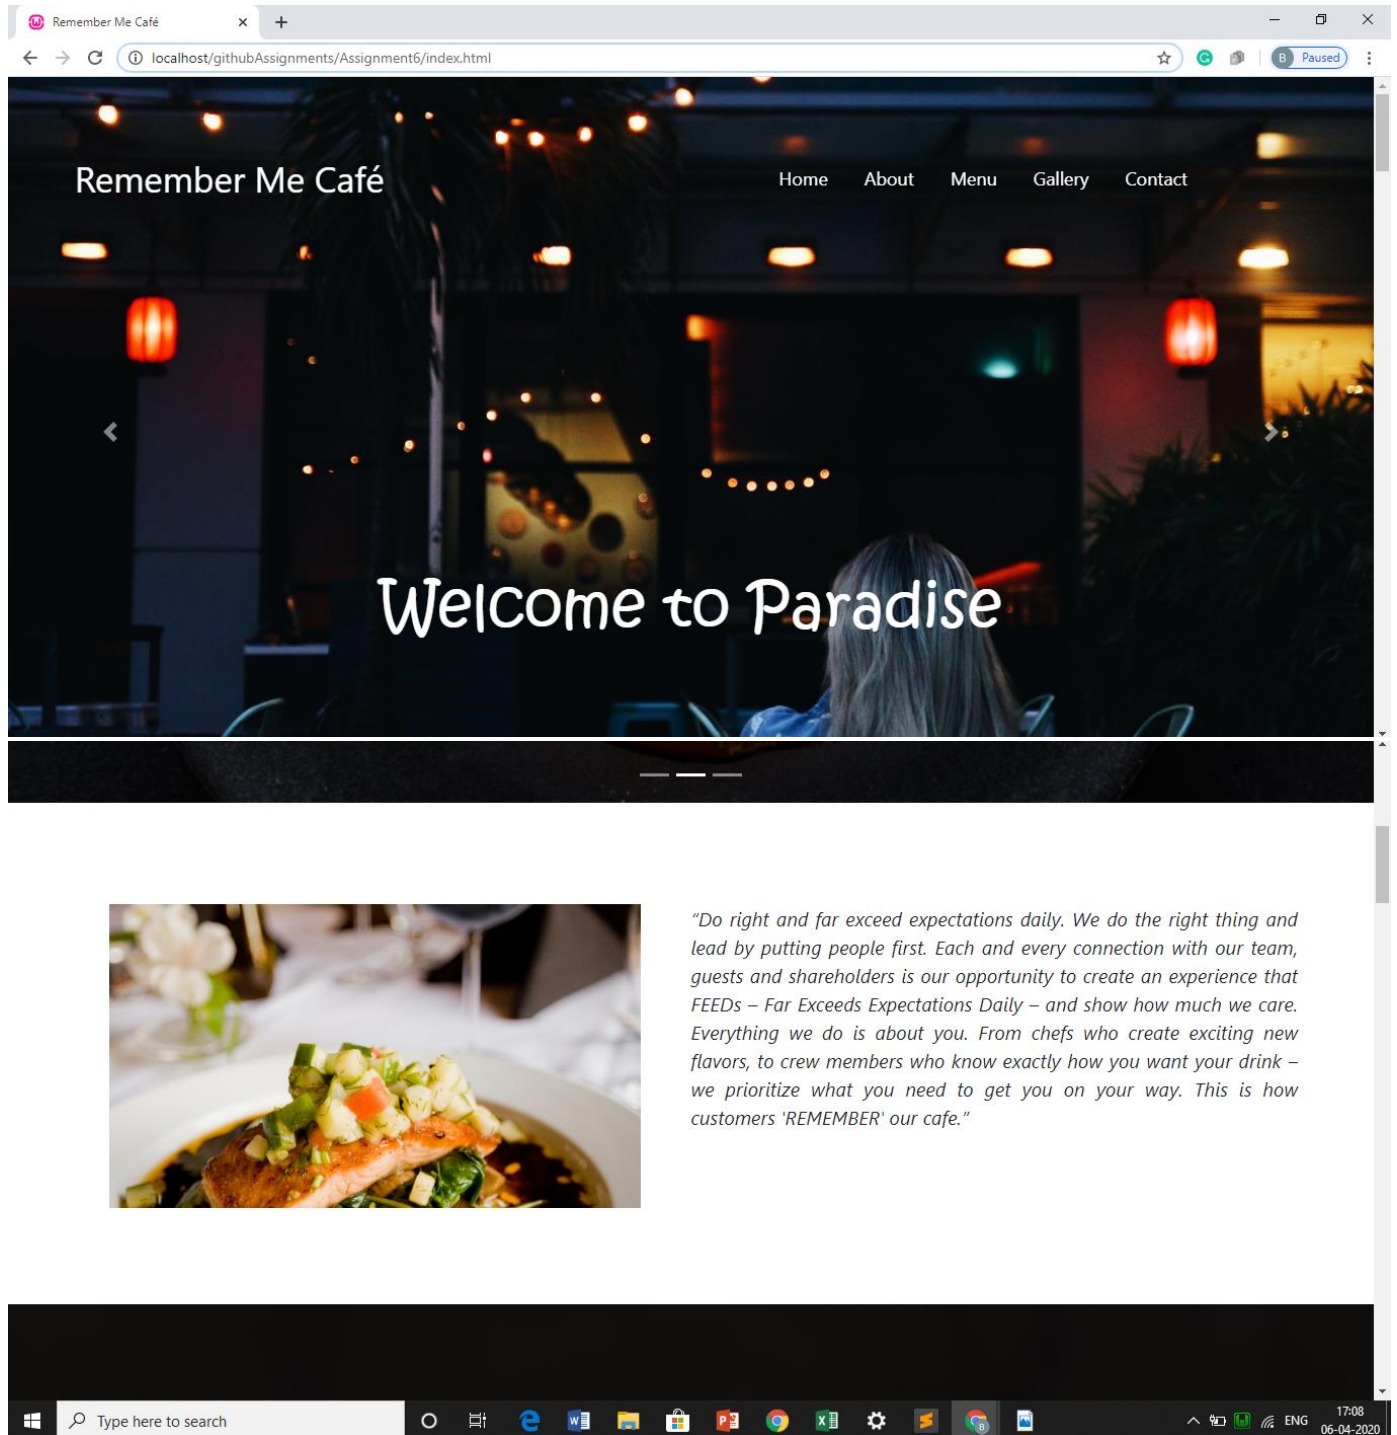 Remember Me Café
localhost/githubAssignments/Assignment6/index.html
B Paused
Remember Me Café
Home About Menu Gallery Contact
Welcome to Paradise
“Do right and far exceed expectations daily. We do the right thing and
lead by putting people first. Each and every connection with our team,
guests and shareholders is our opportunity to create an experience that
FEEDs – Far Exceeds Expectations Daily – and show how much we care.
Everything we do is about you. From chefs who create exciting new
flavors, to crew members who know exactly how you want your drink –
we prioritize what you need to get you on your way. This is how
customers 'REMEMBER' our cafe.”
Type here to search
ENG
17:08
06-04-2020